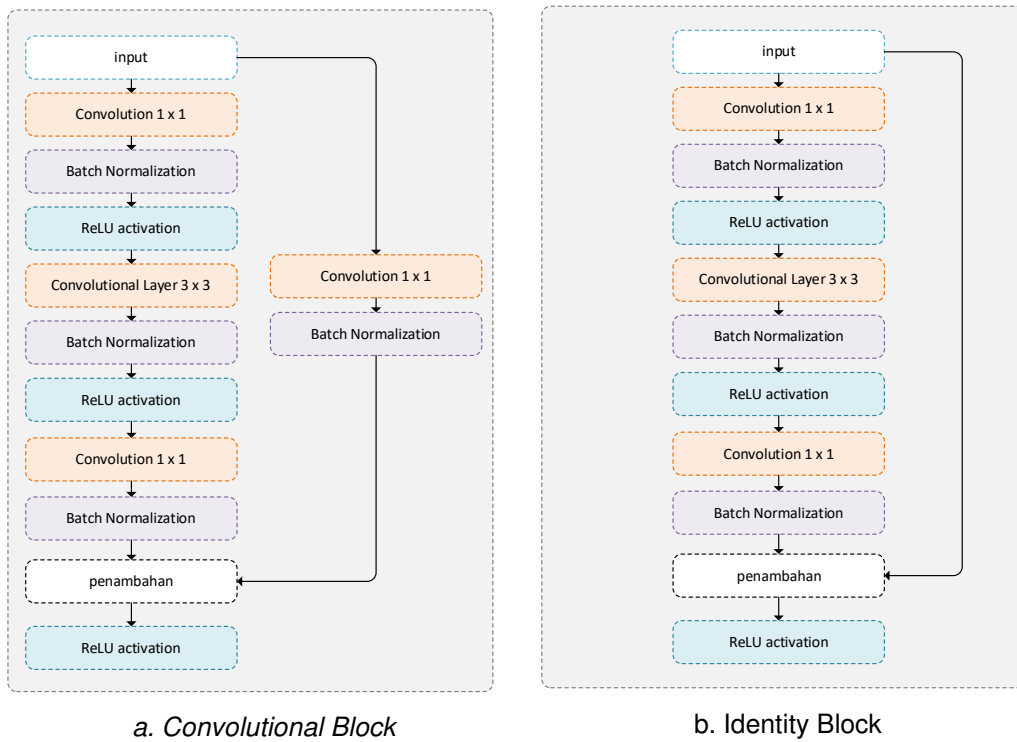 input
Convolution 1 x 1
Batch Normalization
ReLU activation
Convolutional Layer 3 x 3
Batch Normalization
ReLU activation
Convolution 1 x 1
Batch Normalization
penambahan
ReLU activation
Convolution 1 x 1
Batch Normalization
a. Convolutional Block
input
Convolution 1 x 1
Batch Normalization
ReLU activation
Convolutional Layer 3 x 3
Batch Normalization
ReLU activation
Convolution 1 x 1
Batch Normalization
penambahan
ReLU activation
b. Identity Block